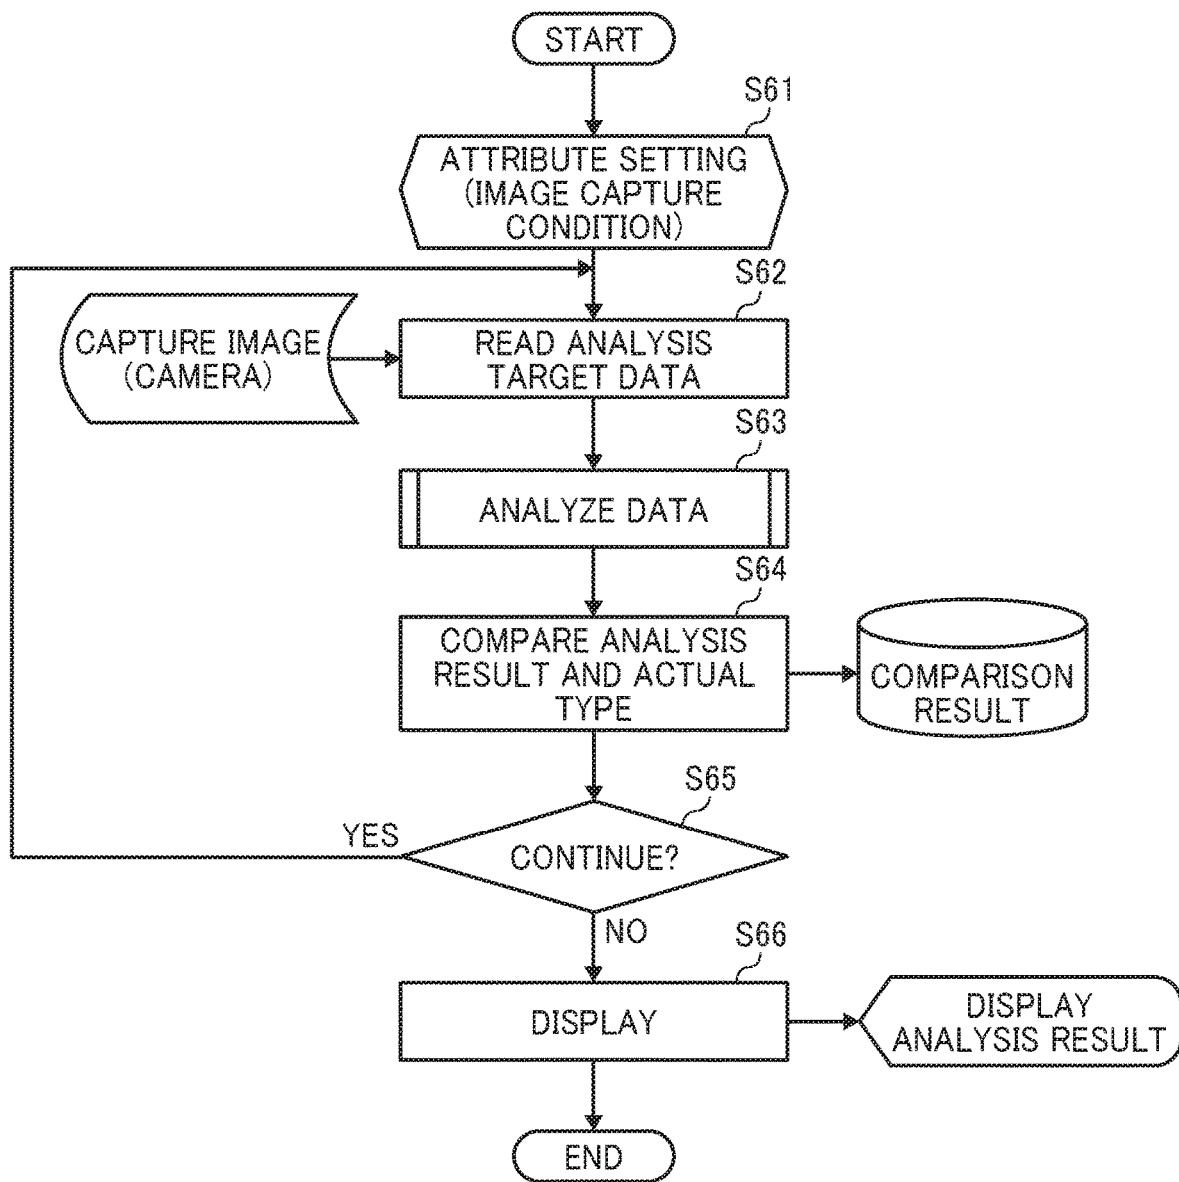 START
S61
ATTRIBUTE SETTING
(IMAGE CAPTURE
CONDITION)
S62
CAPTURE IMAGE
(CAMERA)
READ ANALYSIS
TARGET DATA
S63
ANALYZE DATA
S64
COMPARE ANALYSIS
RESULT AND ACTUAL
TYPE
COMPARISON
RESULT
S65
YES
CONTINUE?
NO
S66
DISPLAY
DISPLAY
ANALYSIS RESULT
END